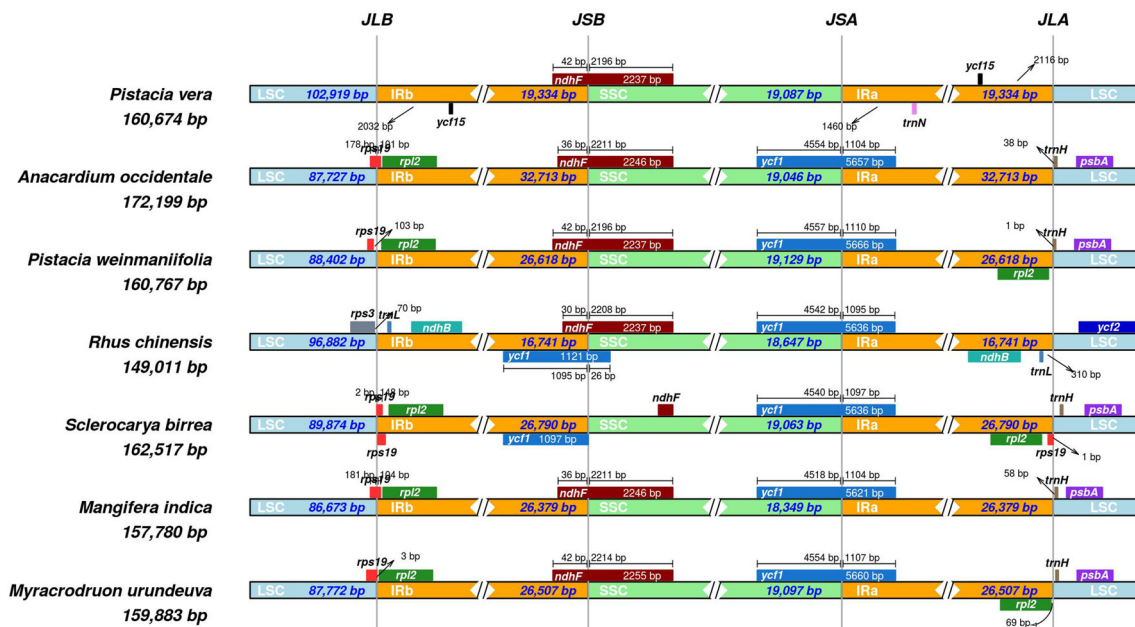 JLB JSB JSA JLA
42 bp 2196 bp ycf15 2116 bp
ndhF 2237 bp
Pistacia vera LSC 102,919 bp IRb 19,334 bp SSC 19,087 bp IRa 19,334 bp LSC
160,674 bp 2032 bp ycf15 1460 bp trnN
178 bp 101 bp 36 bp 2211 bp 4554 bp 1104 bp 38 bp trnH
rps19 rpl2 ndhF 2246 bp ycf1 5657 bp psbA
Anacardium occidentale LSC 87,727 bp IRb 32,713 bp SSC 19,046 bp IRa 32,713 bp LSC
172,199 bp
rps19 103 bp 42 bp 2196 bp 4557 bp 1110 bp 1 bp trnH
rpl2 ndhF 2237 bp ycf1 5666 bp psbA
Pistacia weinmaniifolia LSC 88,402 bp IRb 26,618 bp SSC 19,129 bp IRa 26,618 bp LSC
160,767 bp rpl2
rps3 trnL 70 bp 30 bp 2208 bp 4542 bp 1095 bp
ndhB ndhF 2237 bp ycf1 5636 bp ycf2
Rhus chinensis LSC 96,882 bp IRb 16,741 bp SSC 18,647 bp IRa 16,741 bp LSC
149,011 bp ycf1 1121 bp ndhB trnL 310 bp
1095 bp 26 bp
2 bp 148 bp rps19 ndhF 4540 bp 1097 bp trnH
rpl2 ycf1 5636 bp psbA
Sclerocarya birrea LSC 89,874 bp IRb 26,790 bp SSC 19,063 bp IRa 26,790 bp LSC
162,517 bp rps19 ycf1 1097 bp rpl2 rps19 1 bp
181 bp 104 bp 36 bp 2211 bp 4518 bp 1104 bp 58 bp trnH
rps19 rpl2 ndhF 2246 bp ycf1 5621 bp psbA
Mangifera indica LSC 86,673 bp IRb 26,379 bp SSC 18,349 bp IRa 26,379 bp LSC
157,780 bp
rps19 3 bp 42 bp 2214 bp 4554 bp 1107 bp trnH
rpl2 ndhF 2255 bp ycf1 5660 bp psbA
Myracrodruon urundeuva LSC 87,772 bp IRb 26,507 bp SSC 19,097 bp IRa 26,507 bp LSC
159,883 bp rpl2 69 bp